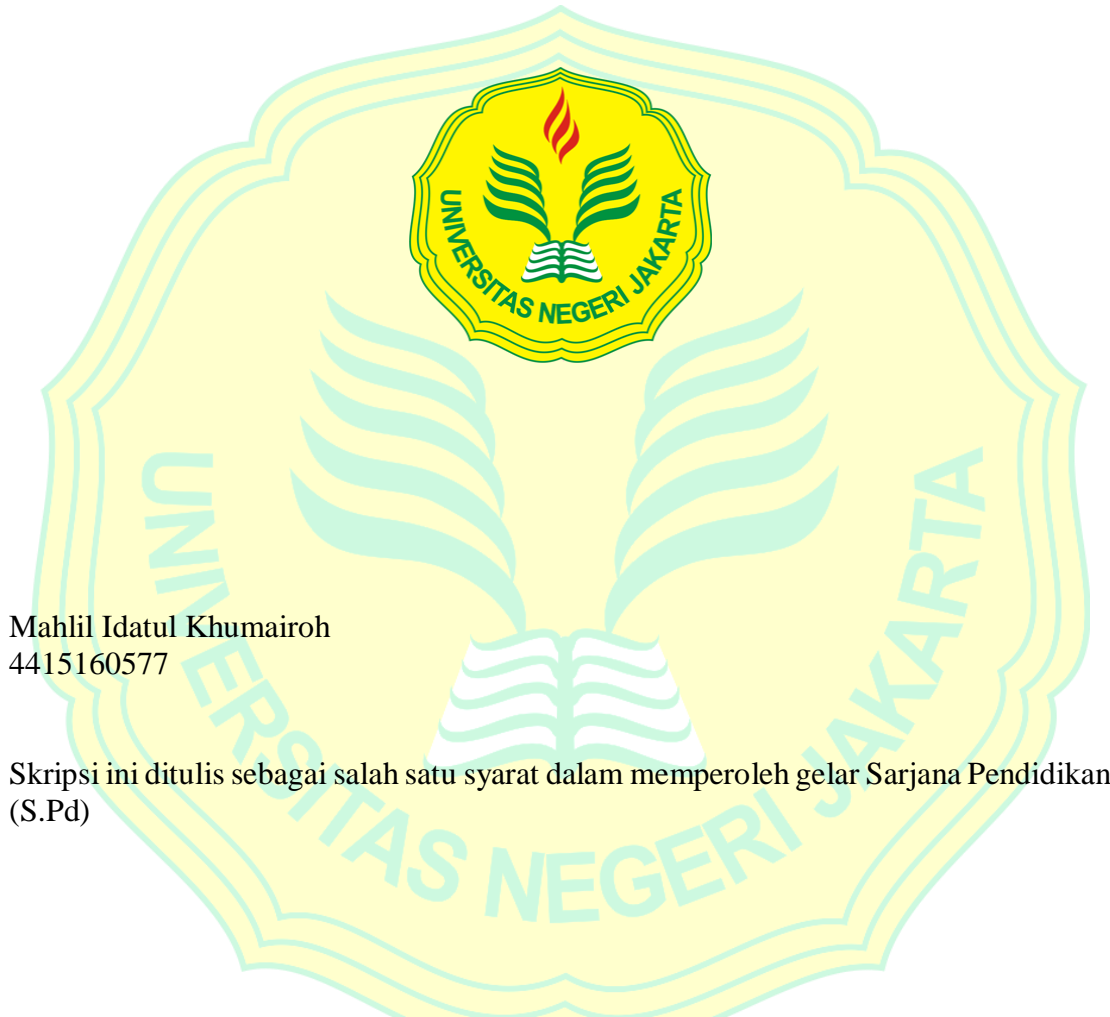 UNIVERSITAS NEGERI JAKARTA
UNIVERSITAS NEGERI JAKARTA
Mahlil Idatul Khumairoh
4415160577
Skripsi ini ditulis sebagai salah satu syarat dalam memperoleh gelar Sarjana Pendidikan
(S.Pd)